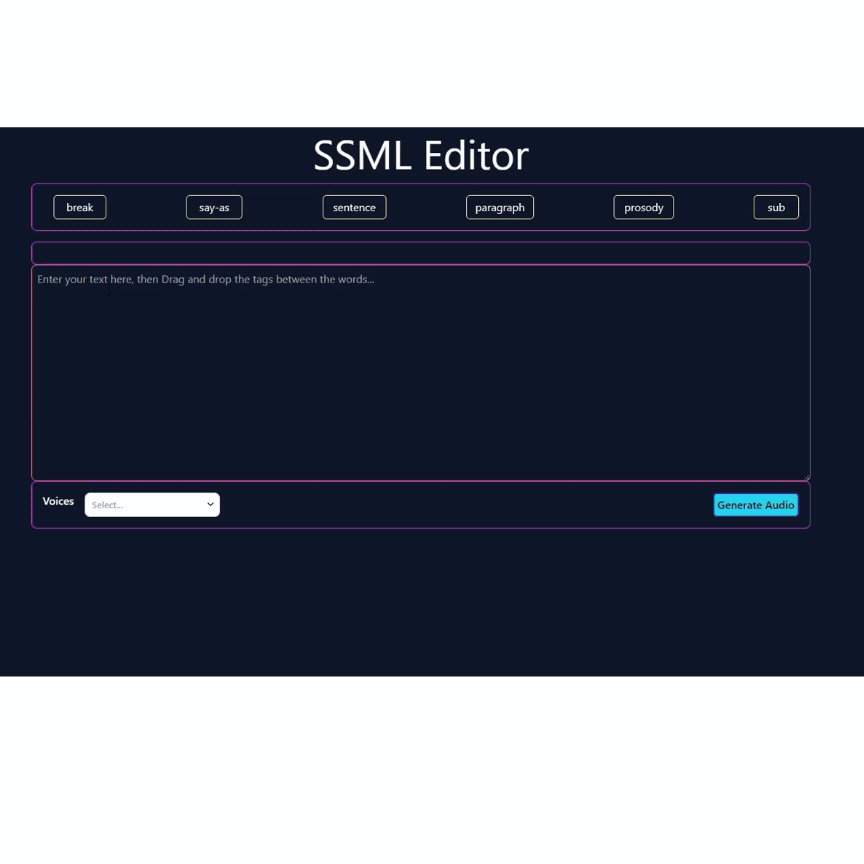 SSML Editor
break say-as sentence paragraph prosody sub
Enter your text here, then Drag and drop the tags between the words...
Voices Select... Generate Audio